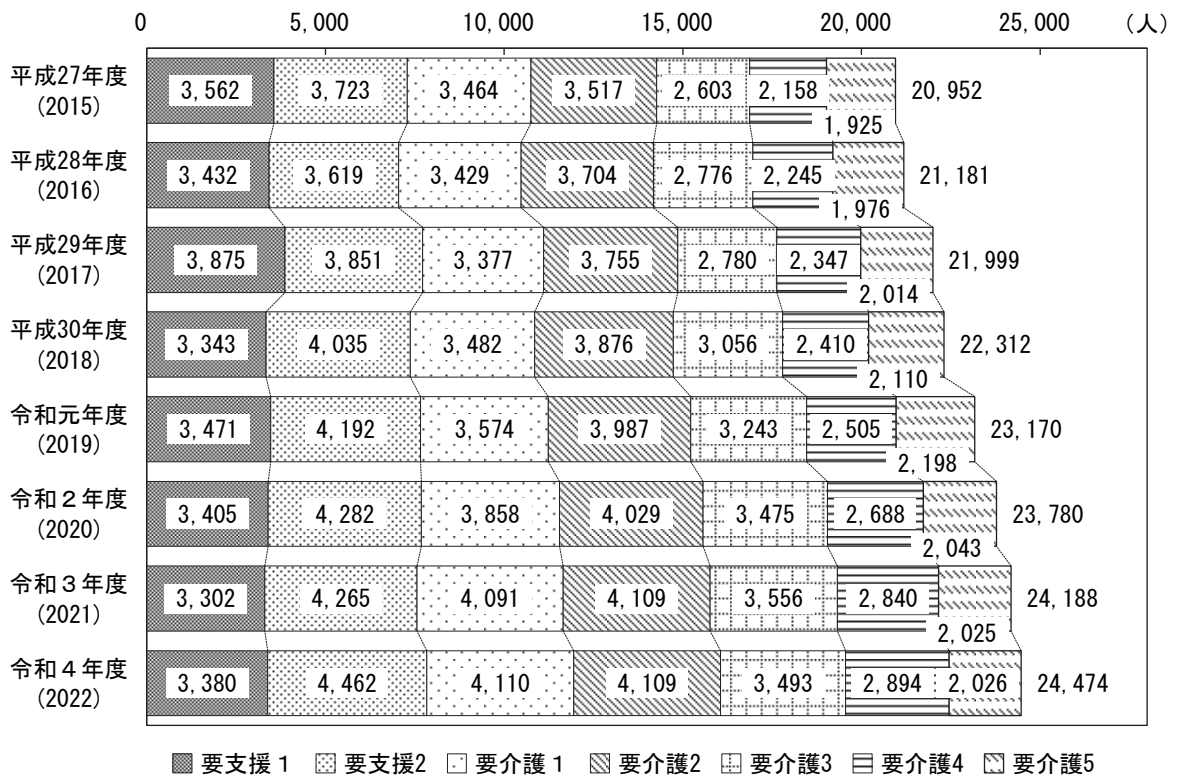 0 5,000 10,000 15,000 20,000 25,000 （人）
平成27年度
(2015)
3,562 3,723 3,464 3,517 2,603 2,158 1,925 20,952
平成28年度
(2016)
3,432 3,619 3,429 3,704 2,776 2,245 1,976 21,181
平成29年度
(2017)
3,875 3,851 3,377 3,755 2,780 2,347 2,014 21,999
平成30年度
(2018)
3,343 4,035 3,482 3,876 3,056 2,410 2,110 22,312
令和元年度
(2019)
3,471 4,192 3,574 3,987 3,243 2,505 2,198 23,170
令和２年度
(2020)
3,405 4,282 3,858 4,029 3,475 2,688 2,043 23,780
令和３年度
(2021)
3,302 4,265 4,091 4,109 3,556 2,840 2,025 24,188
令和４年度
(2022)
3,380 4,462 4,110 4,109 3,493 2,894 2,026 24,474
要支援１ 要支援2 要介護１ 要介護2 要介護3 要介護4 要介護5